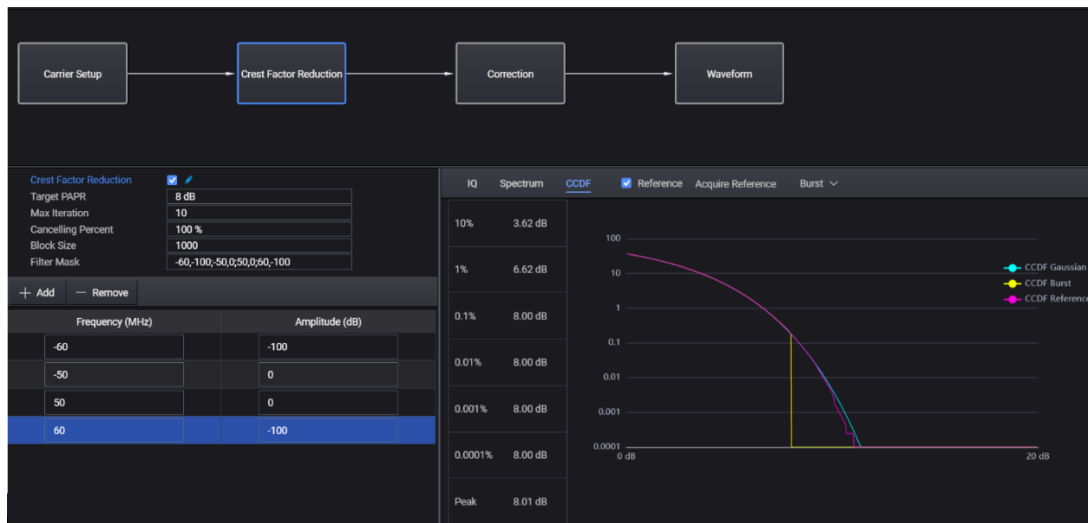 Carrier Setup
Crest Factor Reduction
Correction
Waveform
Crest Factor Reduction
Target PAPR 8 dB
Max Iteration 10
Cancelling Percent 100 %
Block Size 1000
Filter Mask -60,-100;-50,0;50,0;60,-100
+ Add — Remove
Frequency (MHz) Amplitude (dB)
-60 -100
-50 0
50 0
60 -100
IQ Spectrum CCDF Reference Acquire Reference Burst
10% 3.62 dB
1% 6.62 dB
0.1% 8.00 dB
0.01% 8.00 dB
0.001% 8.00 dB
0.0001% 8.00 dB
Peak 8.01 dB
100
10
1
0.1
0.01
0.001
0.0001
0 dB 20 dB
CCDF Gaussian
CCDF Burst
CCDF Reference